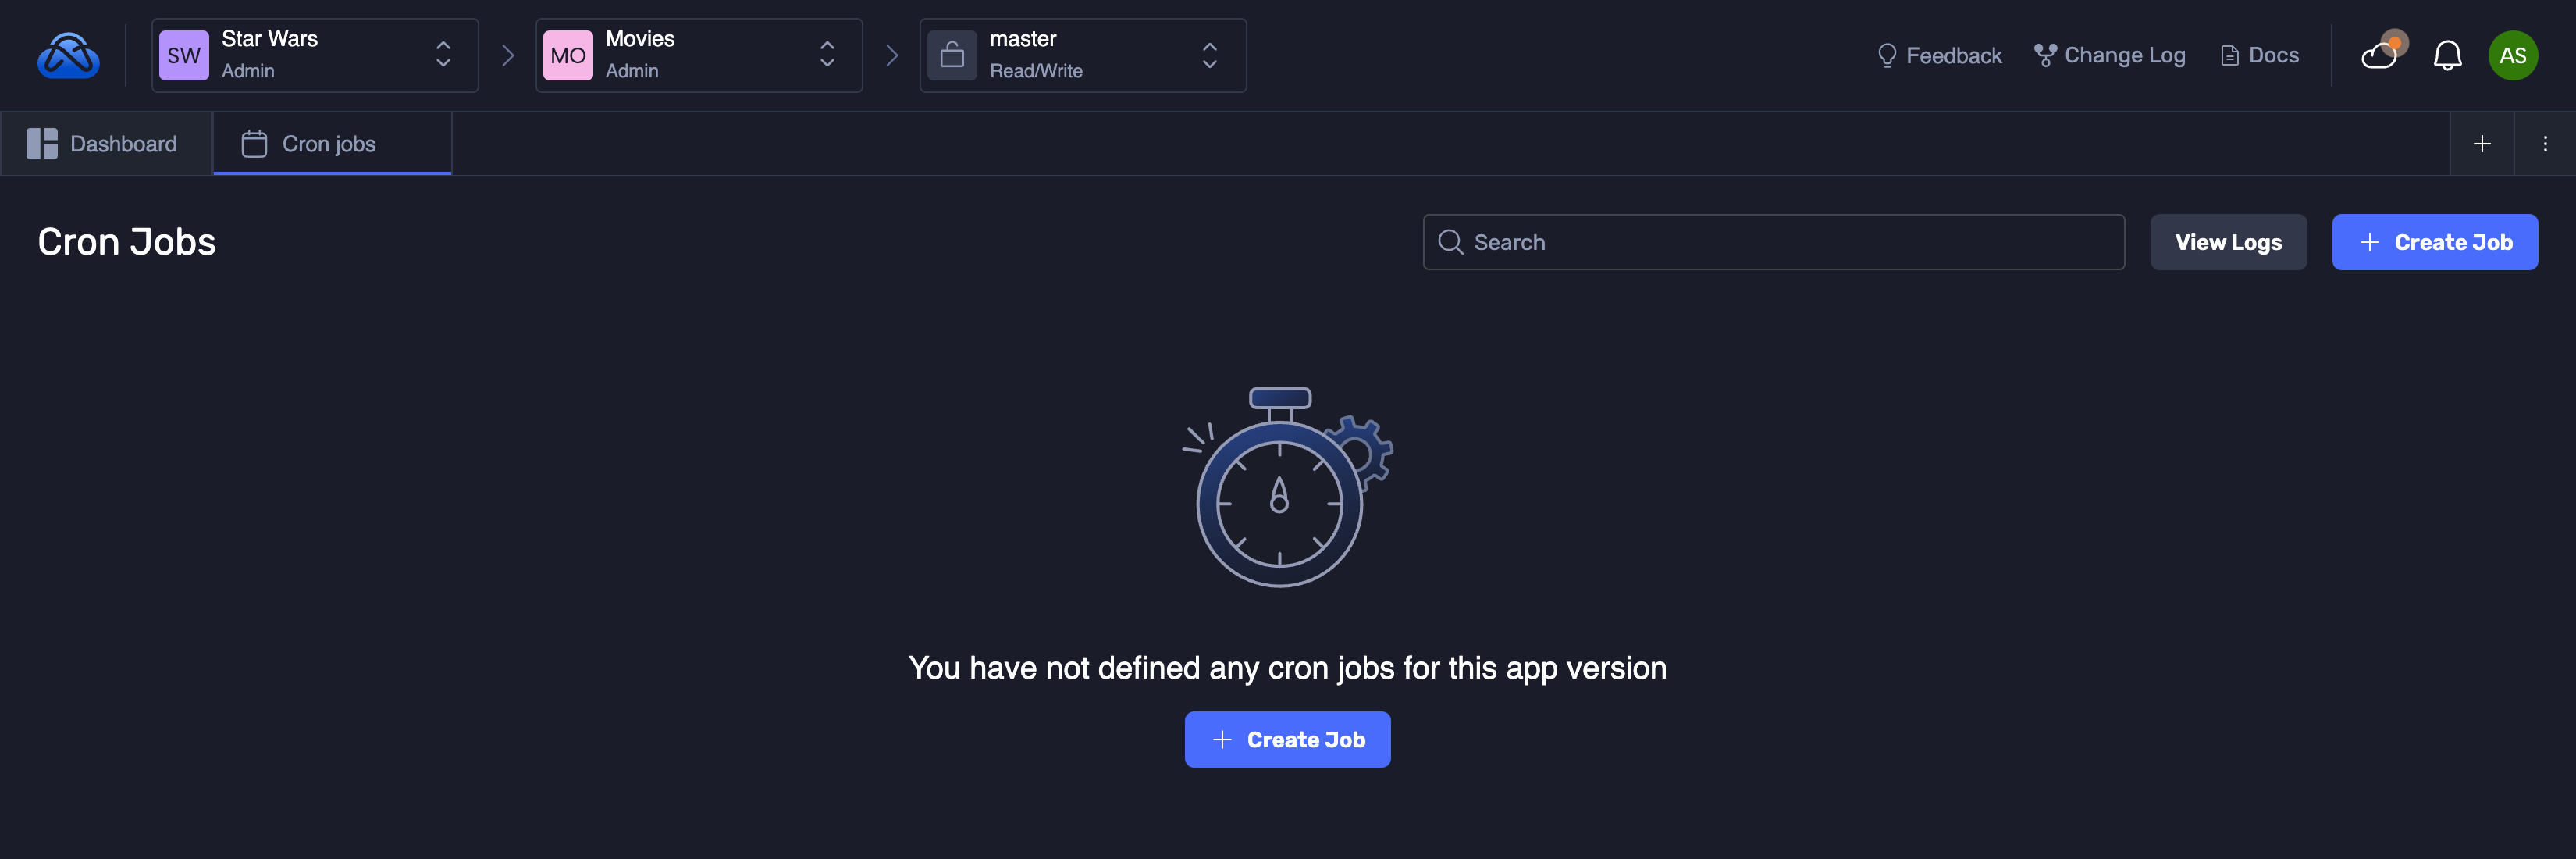 SW
Star Wars
Admin
MO
Movies
Admin
master
Read/Write
Feedback
Change Log
Docs
AS
Dashboard
Cron jobs
Cron Jobs
Search
View Logs
Create Job
You have not defined any cron jobs for this app version
Create Job